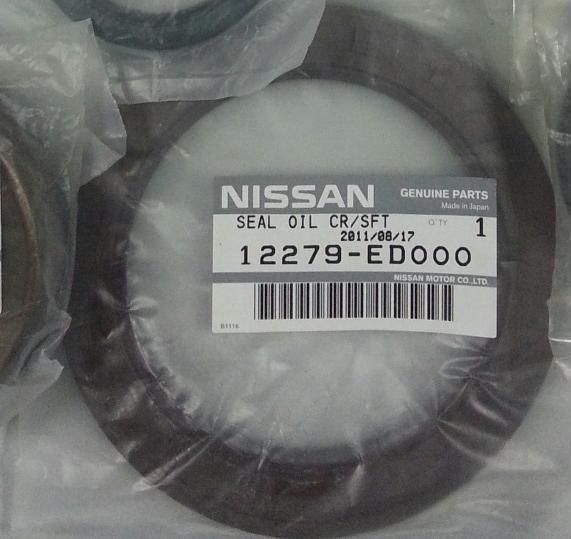 NISSAN GENUINE PARTS
Made in Japan
SEAL OIL CR/SFT Q'TY 1
2011/08/17
12279-ED000
NISSAN MOTOR CO.,LTD.
B1116